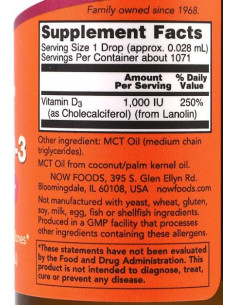 Family owned since 1968.
Supplement Facts
Serving Size 1 Drop (approx. 0.028 mL)
Servings Per Container about 1071
Amount Per Serving % Daily Value
Vitamin D3 1,000 IU 250%
(as Cholecalciferol) (from Lanolin)
Other ingredient: MCT Oil (medium chain
triglycerides).
MCT Oil from coconut/palm kernel oil.
NOW FOODS, 395 S. Glen Ellyn Rd.
Bloomingdale, IL 60108, USA nowfoods.com
Not manufactured with yeast, wheat, gluten,
soy, milk, egg, fish or shellfish ingredients.
Produced in a GMP facility that processes
other ingredients containing these allergens.
*These statements have not been evaluated
by the Food and Drug Administration. This
product is not intended to diagnose, treat,
cure or prevent any disease.
-3